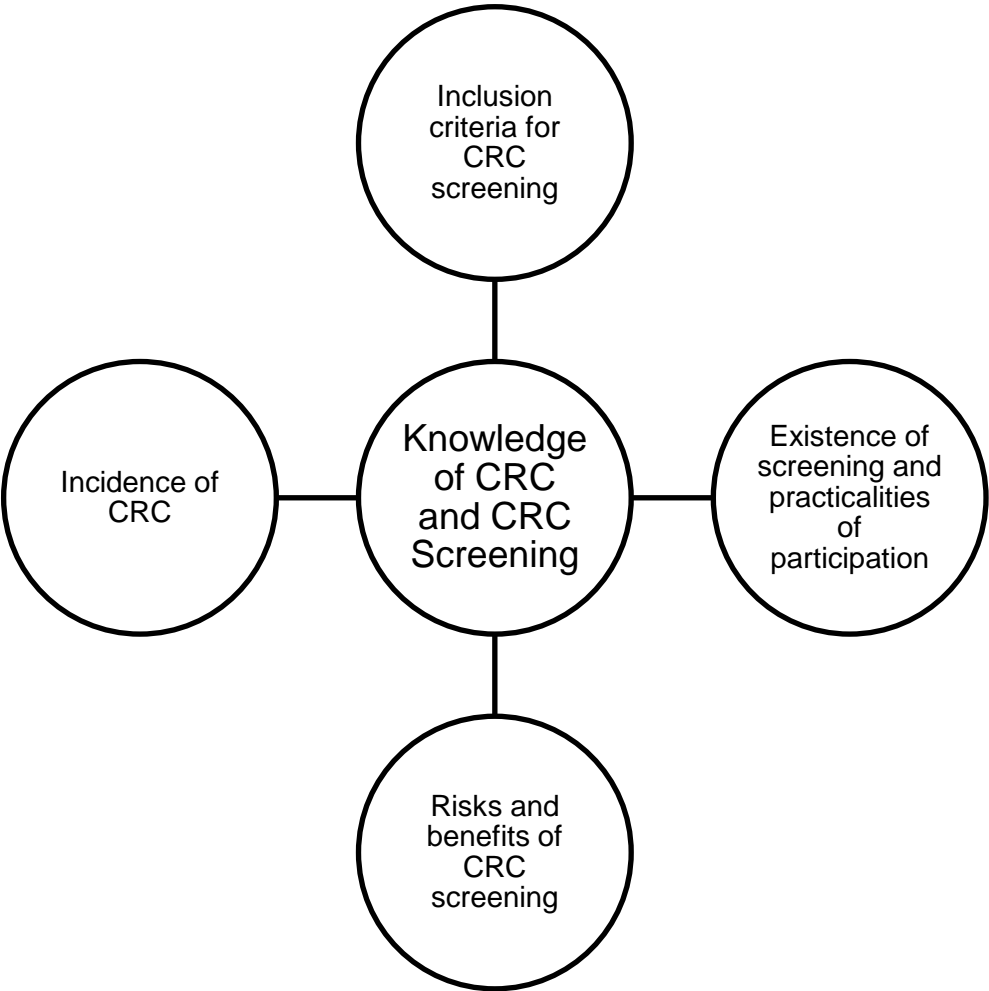 Inclusion
criteria for
CRC
screening
Incidence of
CRC
Knowledge
of CRC
and CRC
Screening
Existence of
screening and
practicalities
of
participation
Risks and
benefits of
CRC
screening